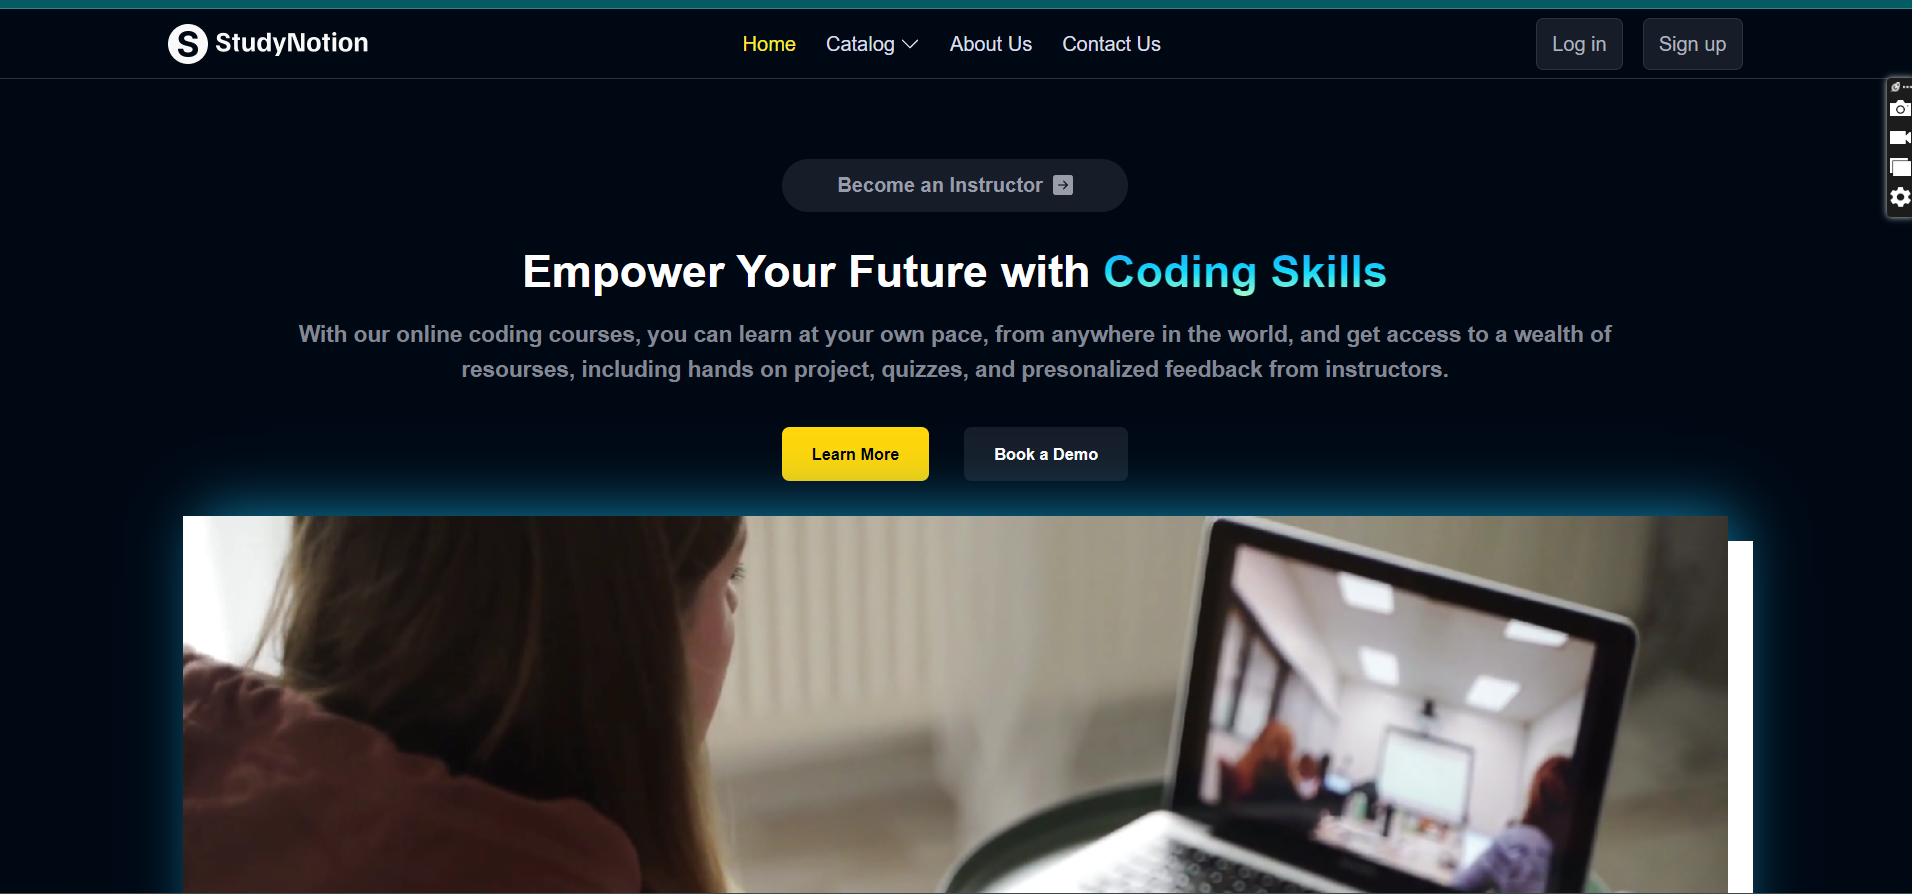 S StudyNotion
Home Catalog About Us Contact Us
Log in Sign up
Become an Instructor
Empower Your Future with Coding Skills
With our online coding courses, you can learn at your own pace, from anywhere in the world, and get access to a wealth of
resourses, including hands on project, quizzes, and presonalized feedback from instructors.
Learn More Book a Demo